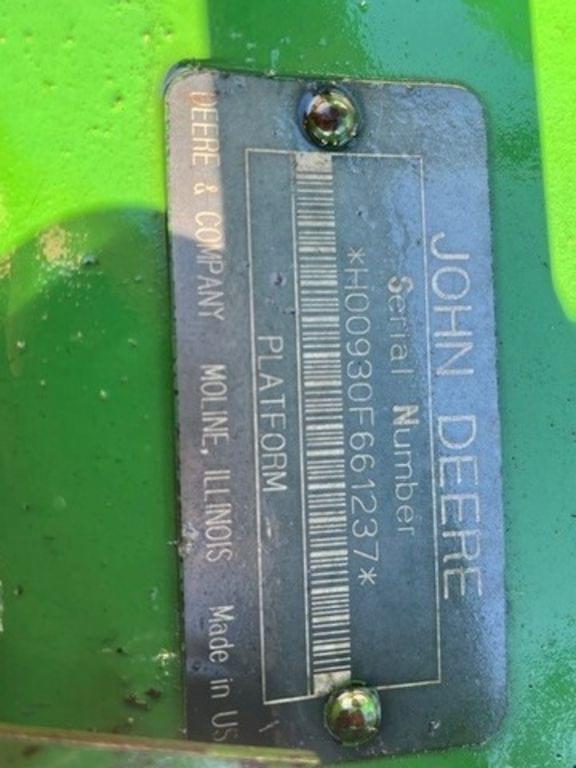 JOHN DEERE
Serial Number
*H00930F661237*
PLATFORM
DEERE & COMPANY MOLINE, ILLINOIS Made in US